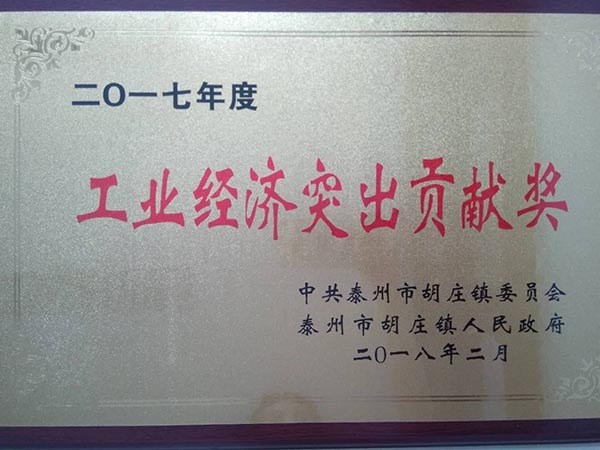 二〇一七年度
工业经济突出贡献奖
中共泰州市胡庄镇委员会
泰州市胡庄镇人民政府
二〇一八年二月